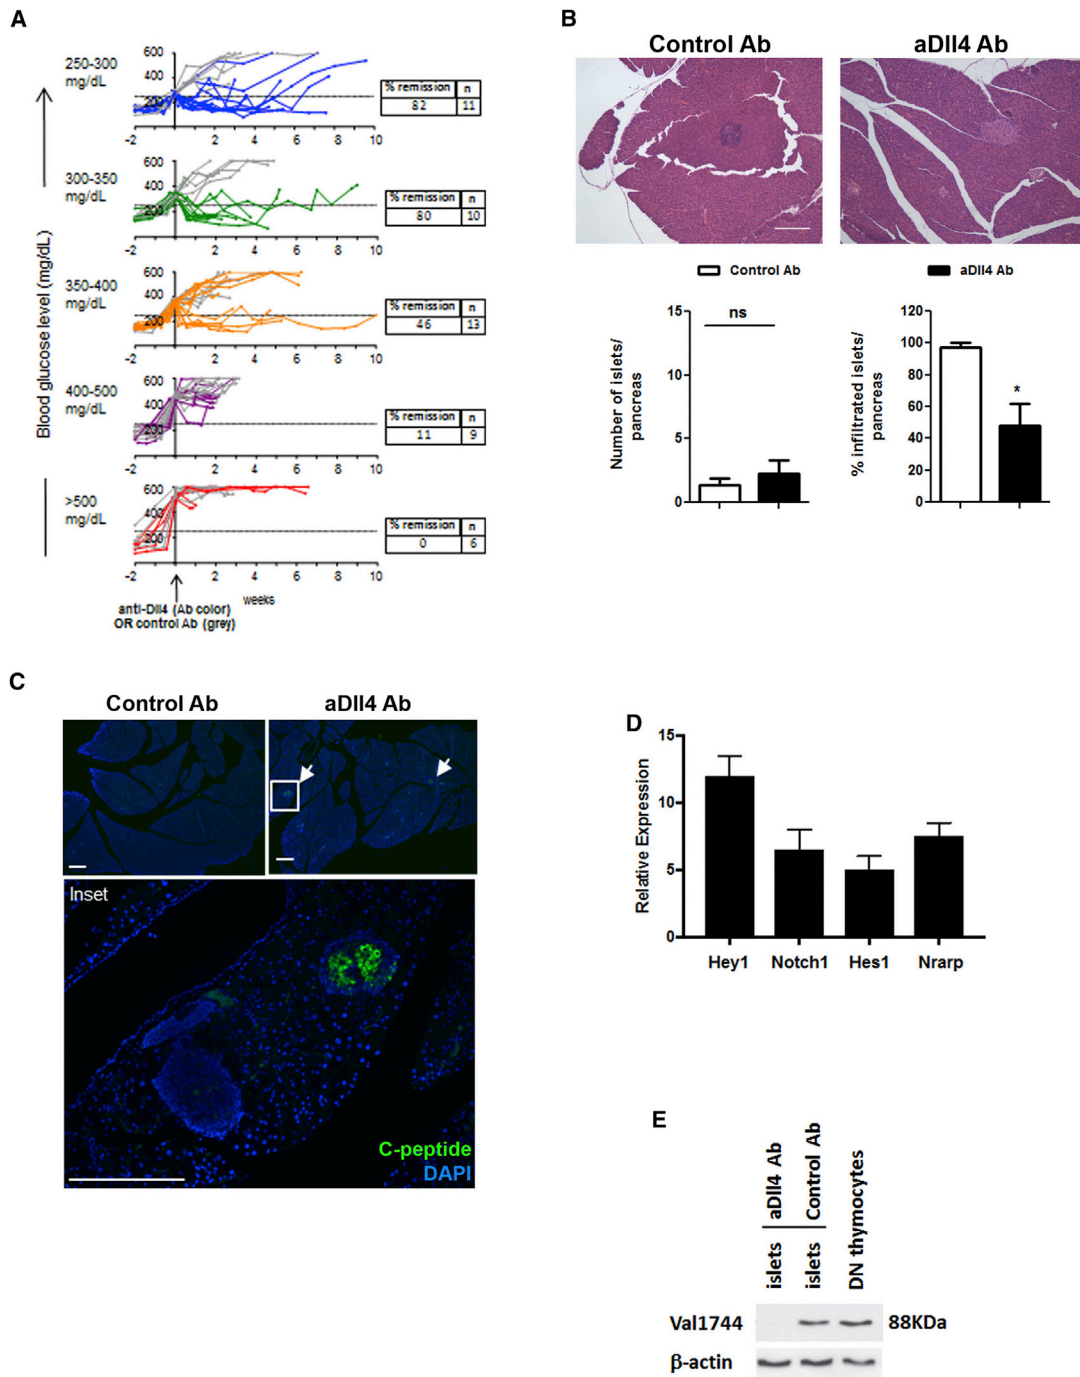 A
Blood glucose level (mg/dL)
250-300
mg/dL
600
400
200
-2 0 2 4 6 8 10
% remission n
82 11
300-350
mg/dL
600
400
200
-2 0 2 4 6 8 10
% remission n
80 10
350-400
mg/dL
600
400
200
-2 0 2 4 6 8 10
% remission n
46 13
400-500
mg/dL
600
400
200
-2 0 2 4 6 8 10
% remission n
11 9
>500
mg/dL
600
400
200
-2 0 2 4 6 8 10
% remission n
0 6
weeks
anti-Dll4 (Ab color)
OR control Ab (grey)
B
Control Ab
aDll4 Ab
Control Ab
aDll4 Ab
Number of islets/
pancreas
15
10
5
0
ns
% infiltrated islets/
pancreas
120
100
80
60
40
20
0
*
C
Control Ab
aDll4 Ab
Inset
C-peptide
DAPI
D
Relative Expression
15
10
5
0
Hey1 Notch1 Hes1 Nrarp
E
aDll4 Ab
Control Ab
islets
islets
DN thymocytes
Val1744
88KDa
β-actin